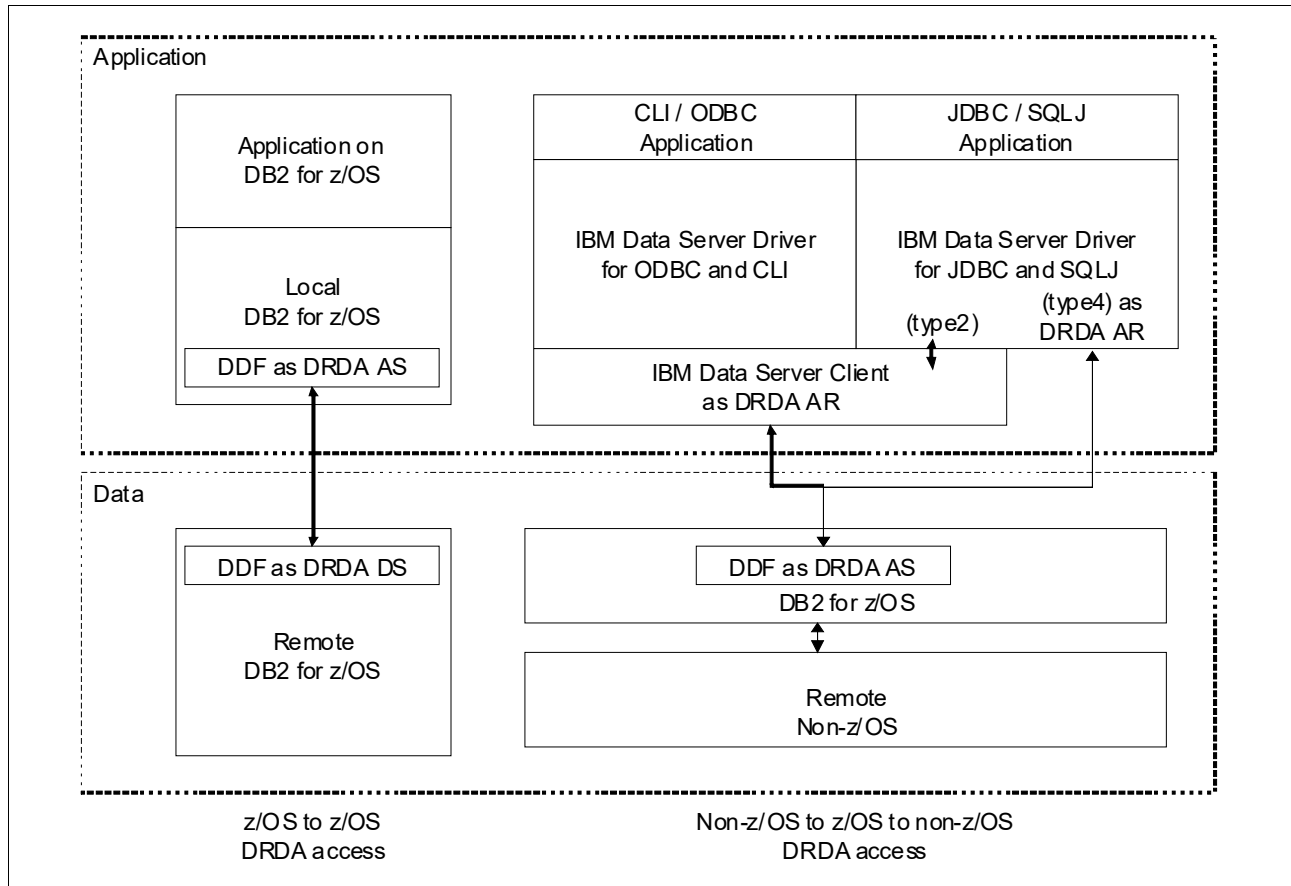 Application
Application on
DB2 for z/OS
Local
DB2 for z/OS
DDF as DRDA AS
CLI / ODBC
Application
JDBC / SQLJ
Application
IBM Data Server Driver
for ODBC and CLI
IBM Data Server Driver
for JDBC and SQLJ
(type2)
(type4) as
DRDA AR
IBM Data Server Client
as DRDA AR
Data
DDF as DRDA DS
Remote
DB2 for z/OS
DDF as DRDA AS
DB2 for z/OS
Remote
Non-z/OS
z/OS to z/OS
DRDA access
Non-z/OS to z/OS to non-z/OS
DRDA access